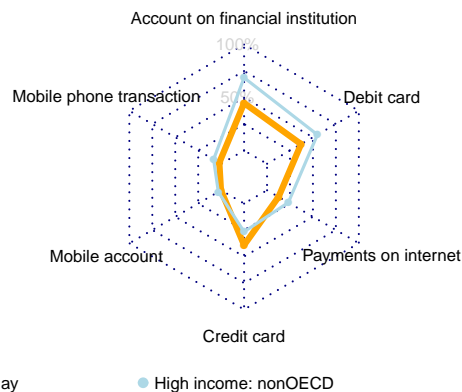 Account on financial institution
100%
50%
Mobile phone transaction
Debit card
Mobile account
Payments on internet
Credit card
ay
High income: nonOECD